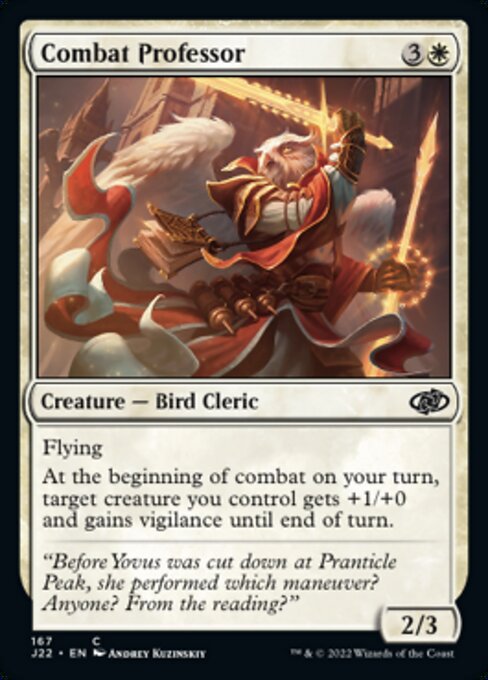 Combat Professor 3
Creature — Bird Cleric
Flying
At the beginning of combat on your turn,
target creature you control gets +1/+0
and gains vigilance until end of turn.
“Before Yovus was cut down at Pranticle
Peak, she performed which maneuver?
Anyone? From the reading?”
2/3
167 C
J22 • EN Andrey Kuzinskiy ™ & © 2022 Wizards of the Coast